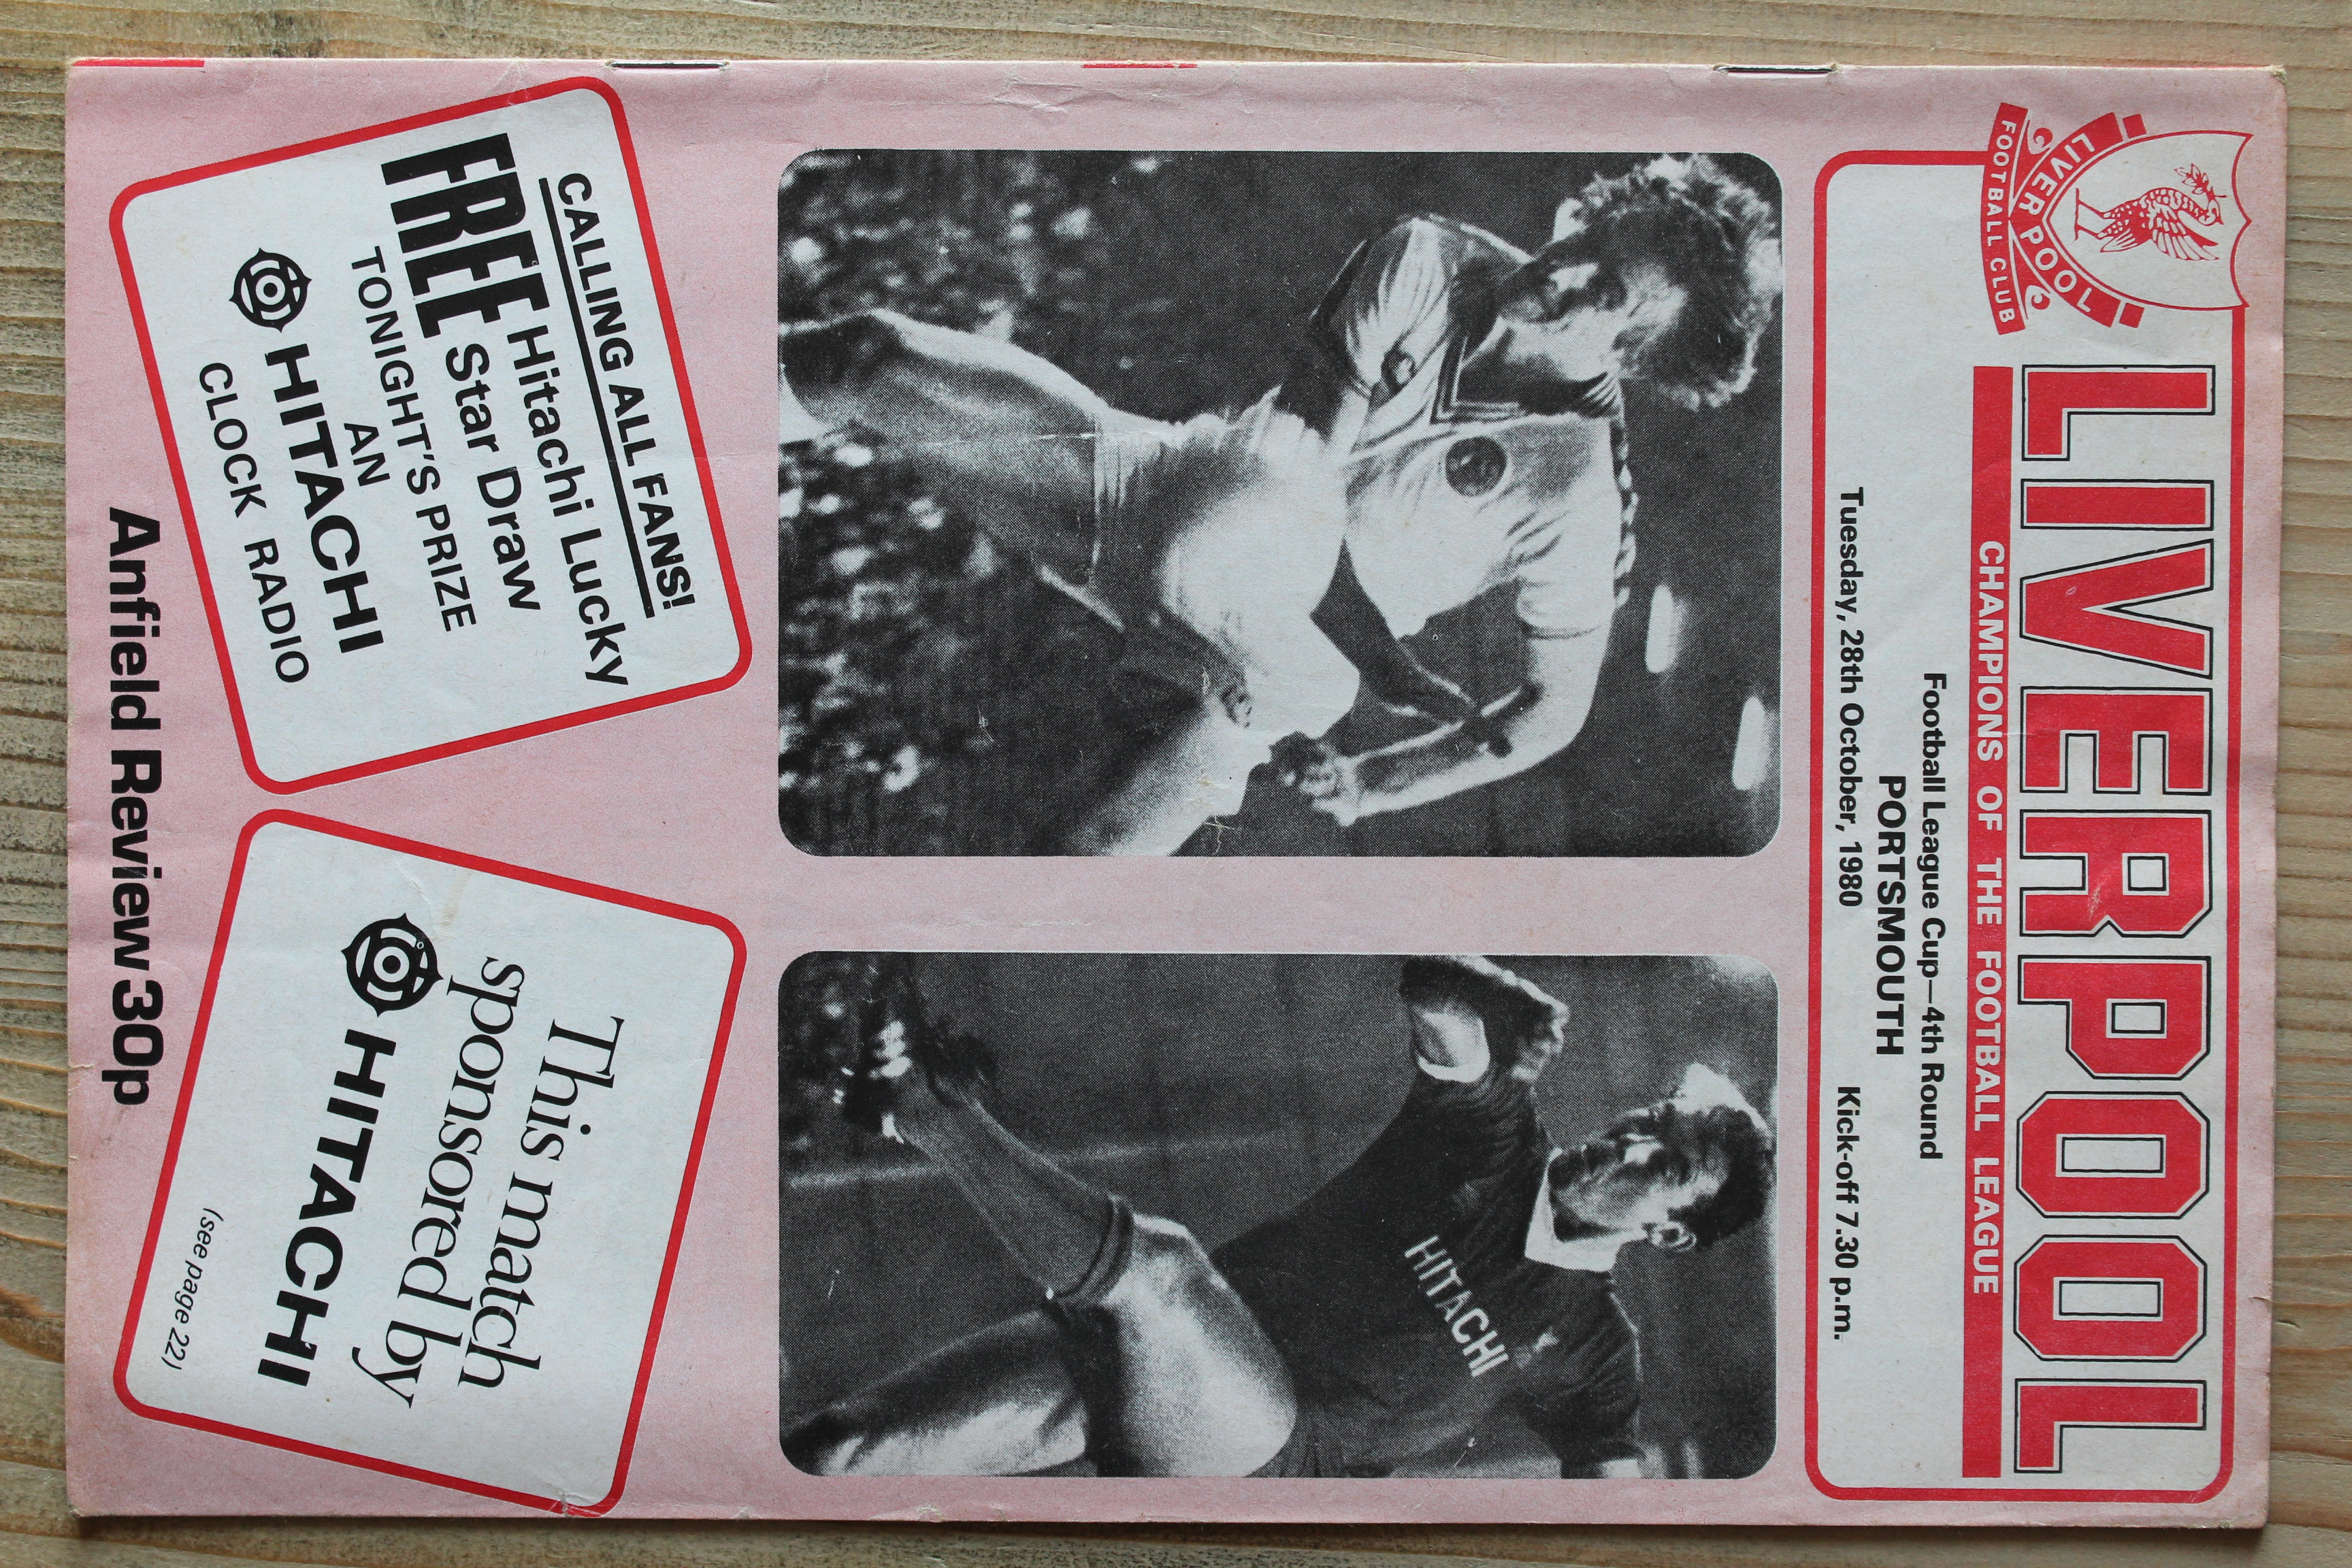 LIVERPOOL
FOOTBALL CLUB
LIVERPOOL
CHAMPIONS OF THE FOOTBALL LEAGUE
Football League Cup—4th Round
PORTSMOUTH
Tuesday, 28th October, 1980 Kick-off 7.30 p.m.
HITACHI
CALLING ALL FANS!
FREE Hitachi Lucky
Star Draw
TONIGHT'S PRIZE
AN
HITACHI
CLOCK RADIO
This match
sponsored by
HITACHI
(see page 22)
Anfield Review 30p